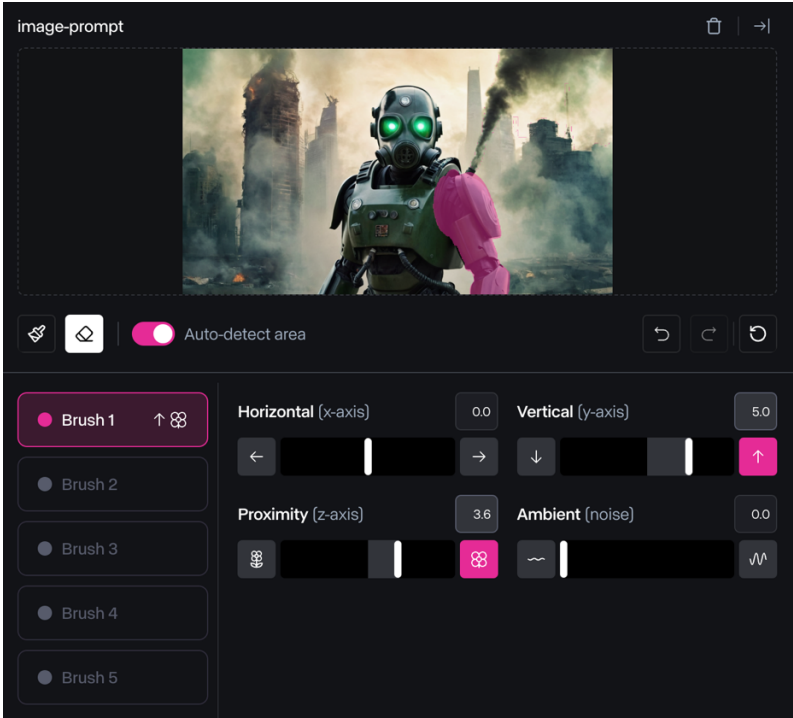 image-prompt
Auto-detect area
Brush 1
Brush 2
Brush 3
Brush 4
Brush 5
Horizontal (x-axis) 0.0
Vertical (y-axis) 5.0
Proximity (z-axis) 3.6
Ambient (noise) 0.0